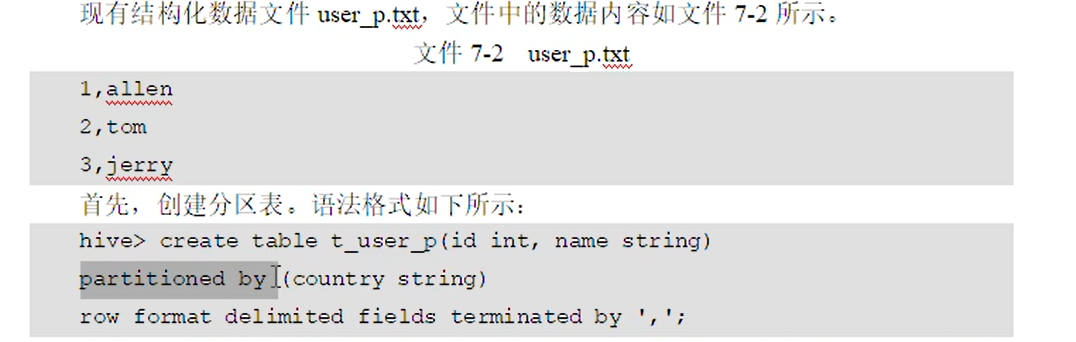 现有结构化数据文件 user_p.txt，文件中的数据内容如文件 7-2 所示。
文件 7-2 user_p.txt
1,allen
2,tom
3,jerry
首先，创建分区表。语法格式如下所示：
hive> create table t_user_p(id int, name string)
partitioned by (country string)
row format delimited fields terminated by ',';